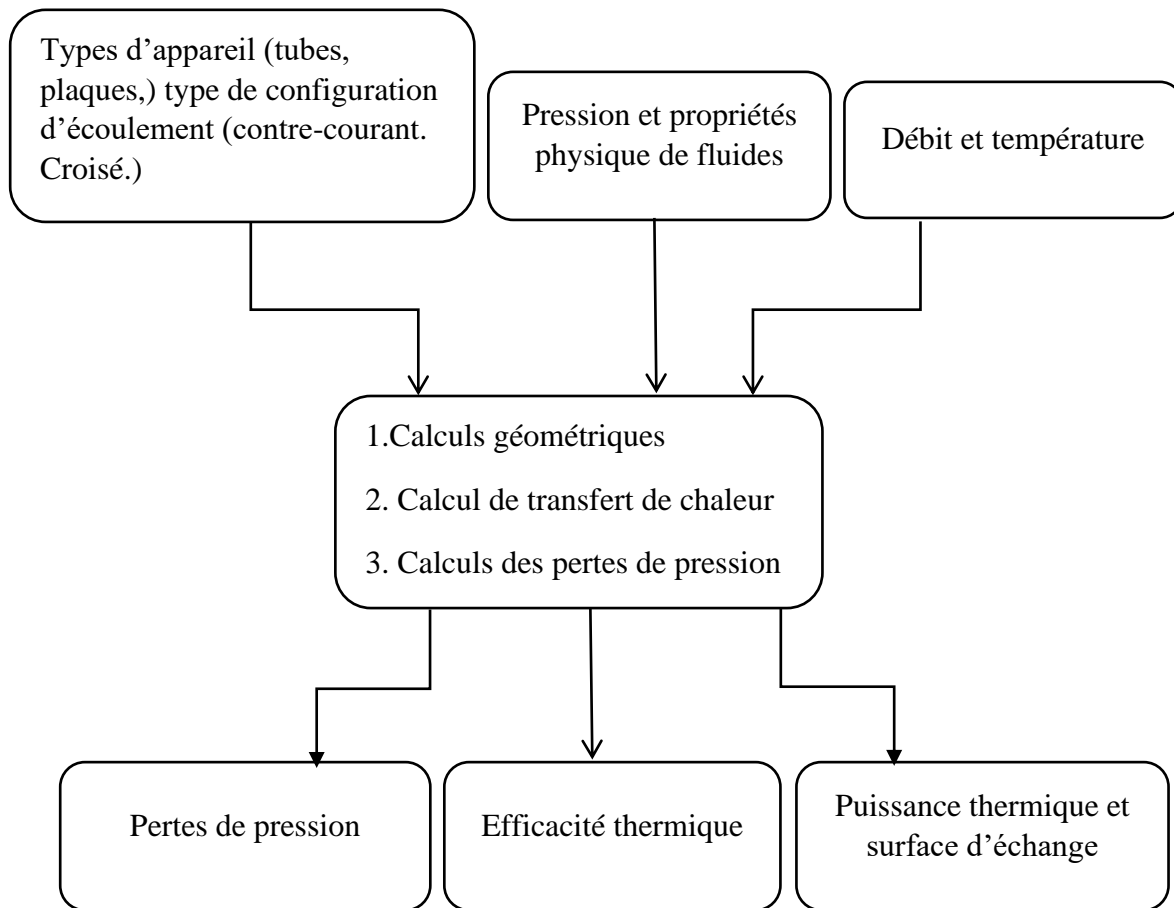 Types d’appareil (tubes,
plaques,) type de configuration
d’écoulement (contre-courant.
Croisé.)
Pression et propriétés
physique de fluides
Débit et température
1.Calculs géométriques
2. Calcul de transfert de chaleur
3. Calculs des pertes de pression
Pertes de pression
Efficacité thermique
Puissance thermique et
surface d’échange